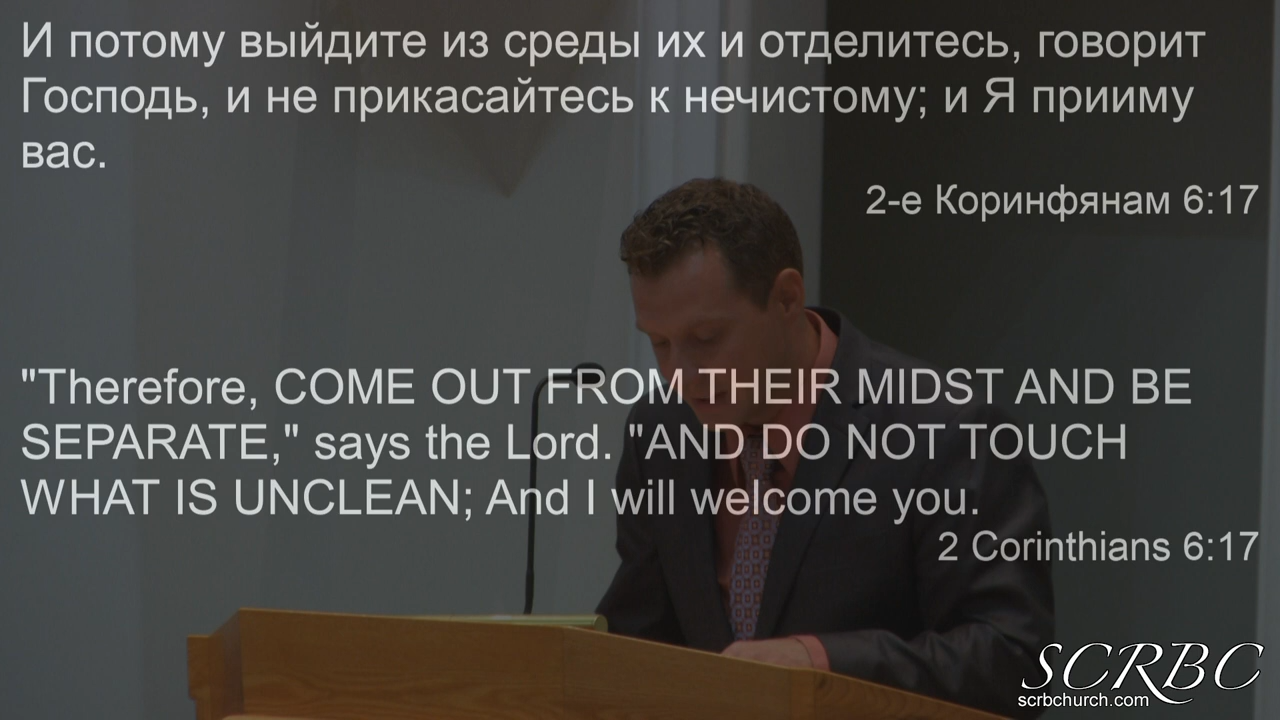 И потому выйдите из среды их и отделитесь, говорит
Господь, и не прикасайтесь к нечистому; и Я прииму
вас.
2-е Коринфянам 6:17
"Therefore, COME OUT FROM THEIR MIDST AND BE
SEPARATE," says the Lord. "AND DO NOT TOUCH
WHAT IS UNCLEAN; And I will welcome you.
2 Corinthians 6:17
SCRBC
scrbchurch.com